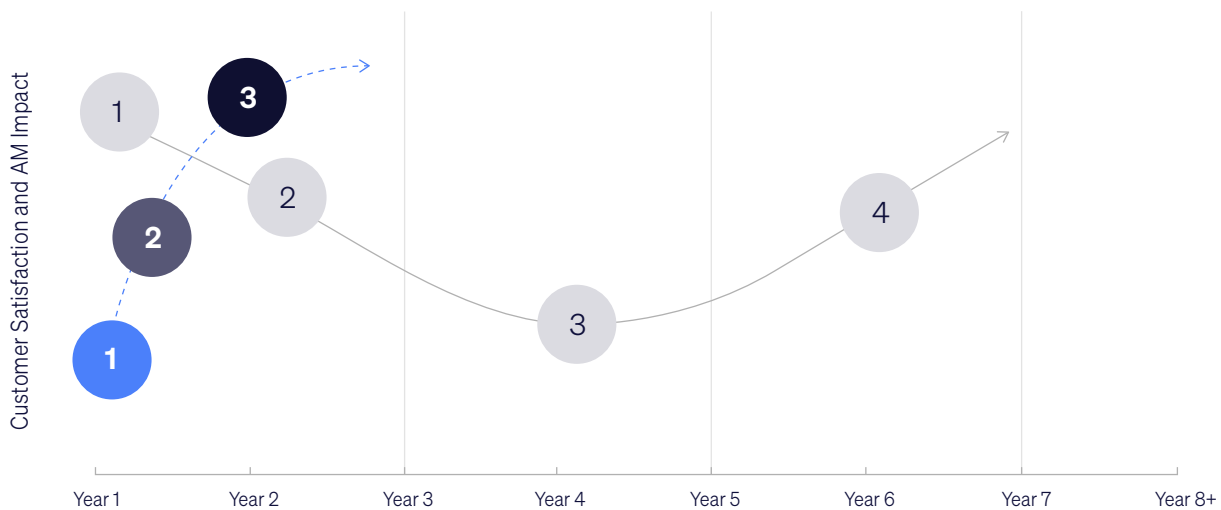 Customer Satisfaction and AM Impact
1
3
2
2
4
3
1
Year 1
Year 2
Year 3
Year 4
Year 5
Year 6
Year 7
Year 8+